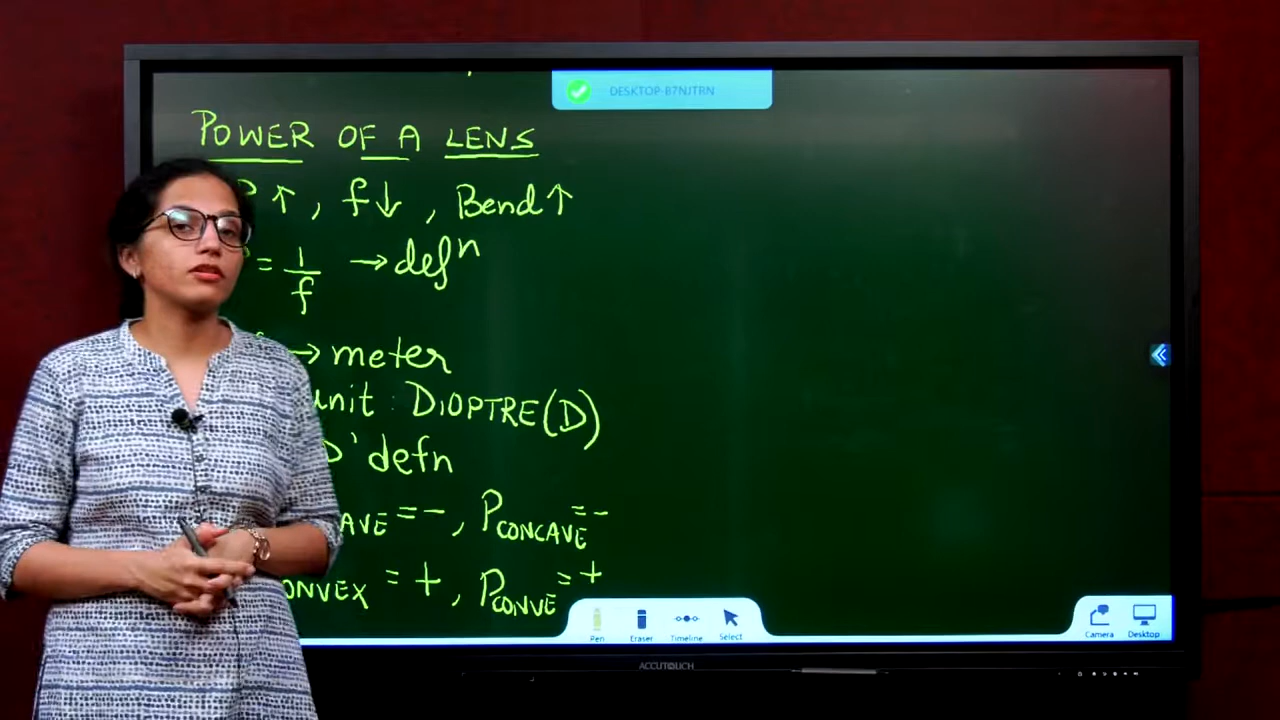 DESKTOP-B7NJTRN
POWER OF A LENS
↑, f↓, Bend↑
= 1/f → defn
→ meter
unit : DIOPTRE(D)
D' defn
AVE = -, PCONCAVE = -
ONVEX = +, PCONVE = +
Pen Eraser Timeline Select
Camera Desktop
ACCUTOUCH